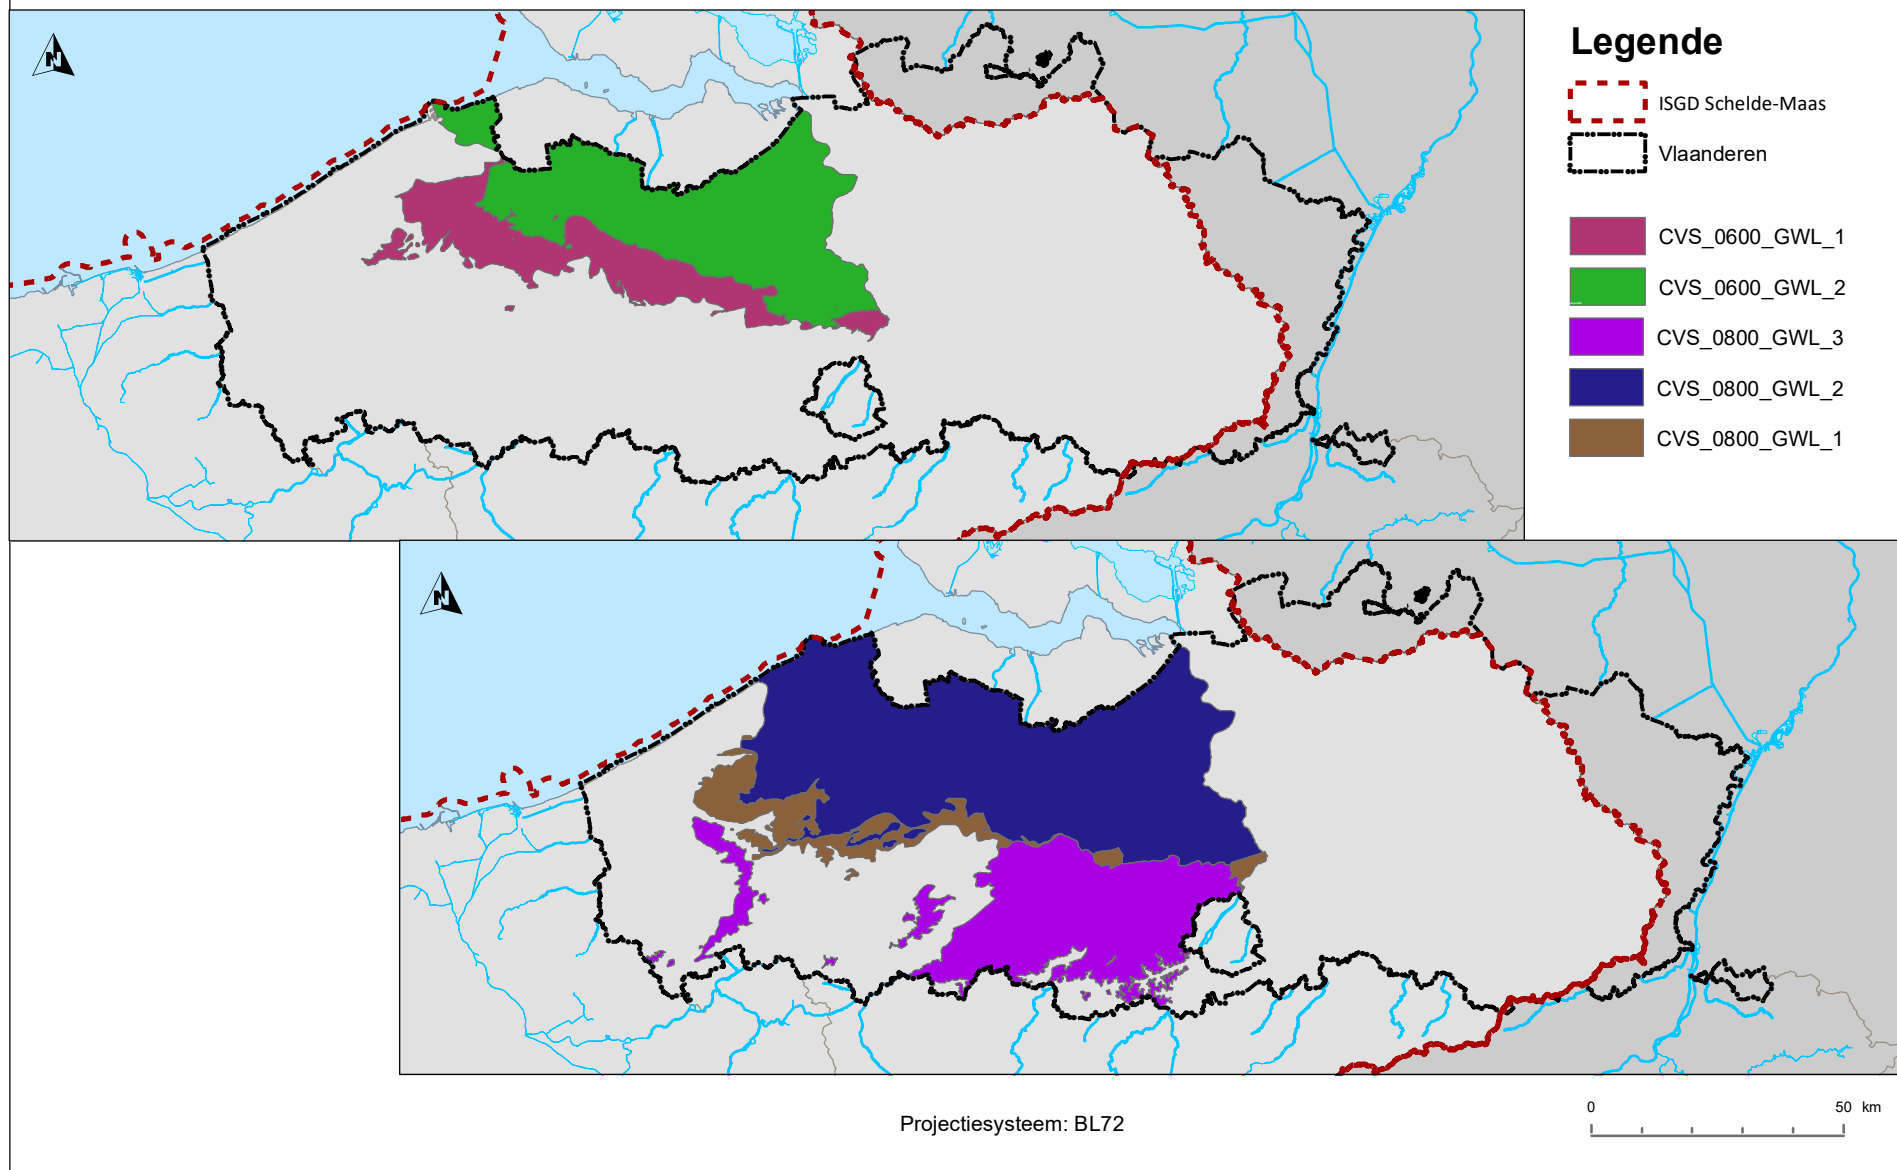 N
Legende
ISGD Schelde-Maas
Vlaanderen
CVS_0600_GWL_1
CVS_0600_GWL_2
CVS_0800_GWL_3
CVS_0800_GWL_2
CVS_0800_GWL_1
N
Projectiesysteem: BL72
0 50 km